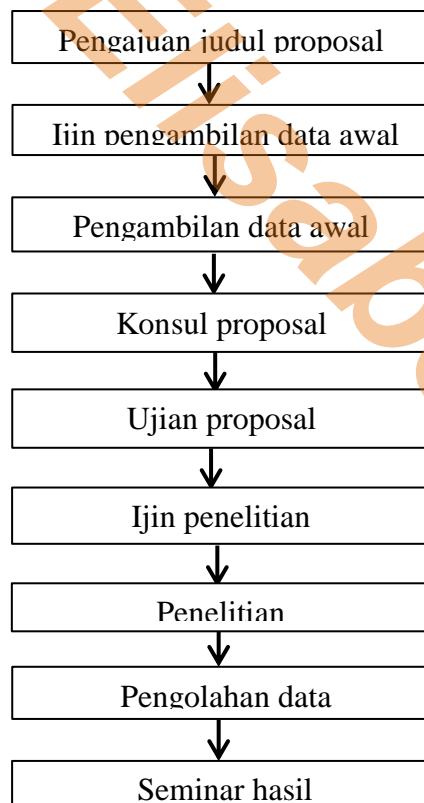 Pengajuan judul proposal
Ijin pengambilan data awal
Pengambilan data awal
Konsul proposal
Ujian proposal
Ijin penelitian
Penelitian
Pengolahan data
Seminar hasil